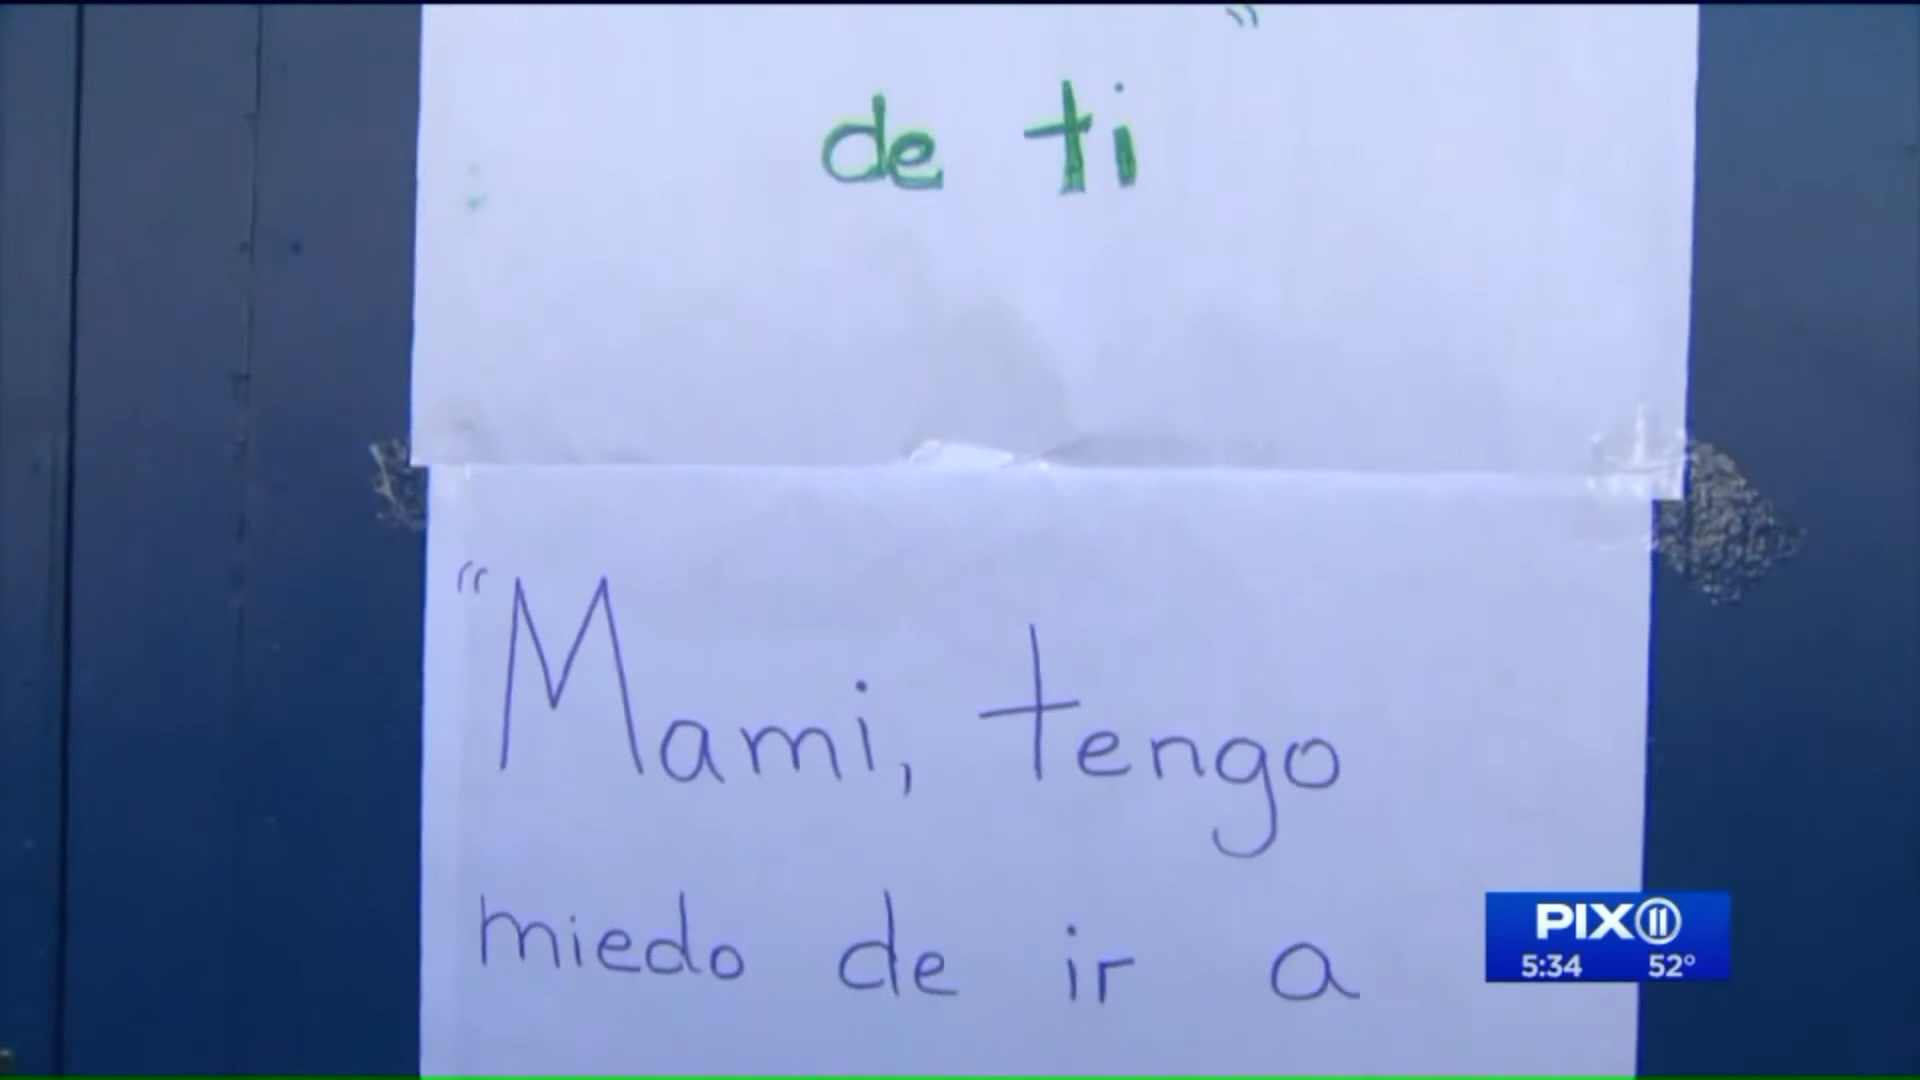 ”
de ti
“Mami, tengo
miedo de ir a
PIX11
5:34 52°